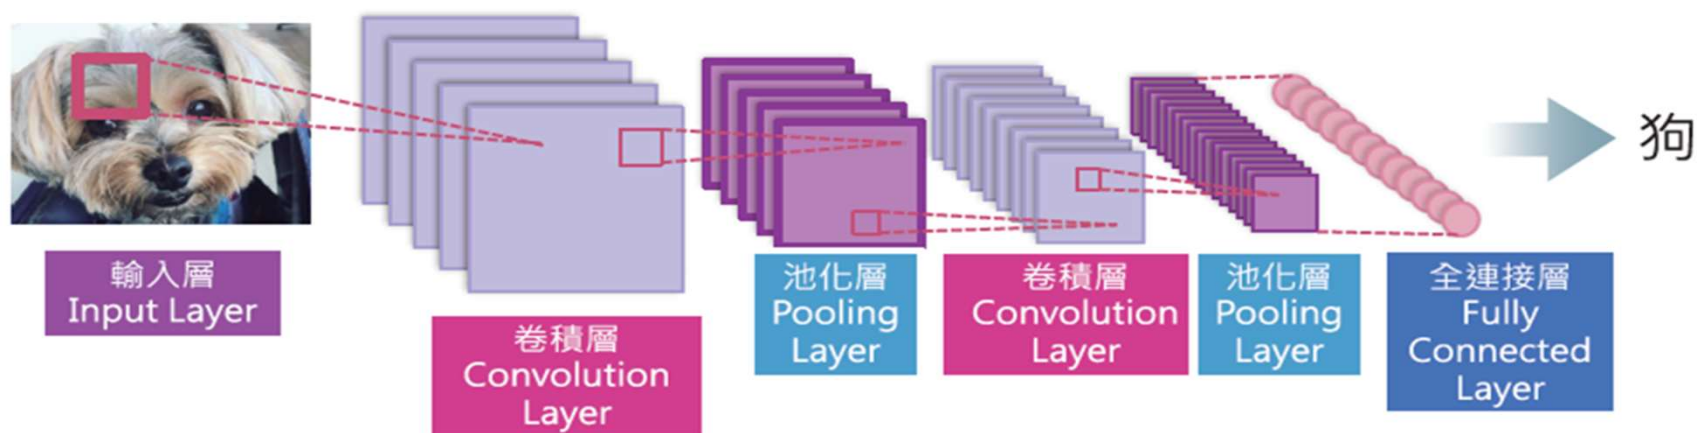 輸入層
Input Layer
卷積層
Convolution
Layer
池化層
Pooling
Layer
卷積層
Convolution
Layer
池化層
Pooling
Layer
全連接層
Fully
Connected
Layer
狗